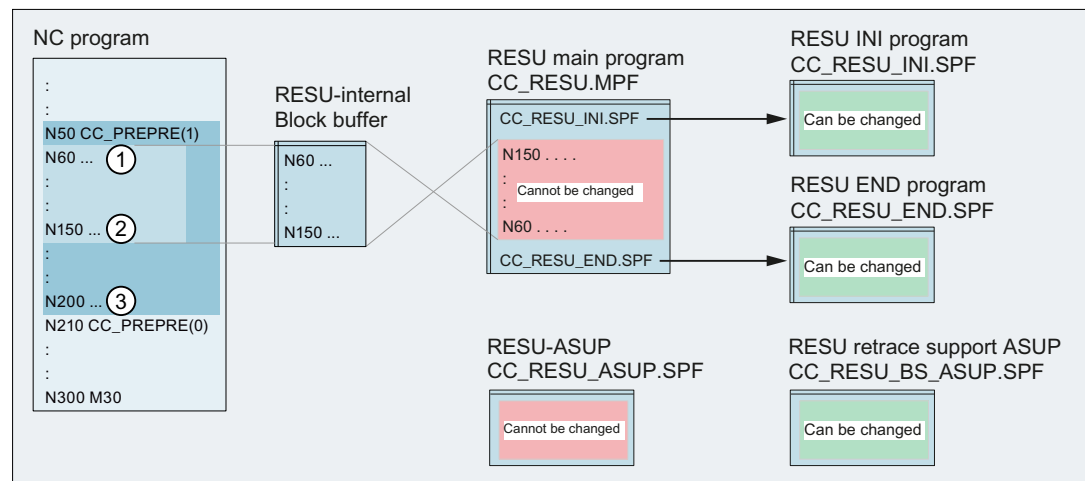 NC program
:
:
N50 CC_PREPRE(1)
N60 ... 1
:
:
N150 ... 2
:
:
N200 ... 3
N210 CC_PREPRE(0)
:
:
N300 M30
RESU-internal
Block buffer
N60 ...
:
:
N150 ...
RESU main program
CC_RESU.MPF
CC_RESU_INI.SPF
N150 . . . .
:
Cannot be changed
:
N60 . . . .
CC_RESU_END.SPF
RESU INI program
CC_RESU_INI.SPF
Can be changed
RESU END program
CC_RESU_END.SPF
Can be changed
RESU-ASUP
CC_RESU_ASUP.SPF
Cannot be changed
RESU retrace support ASUP
CC_RESU_BS_ASUP.SPF
Can be changed